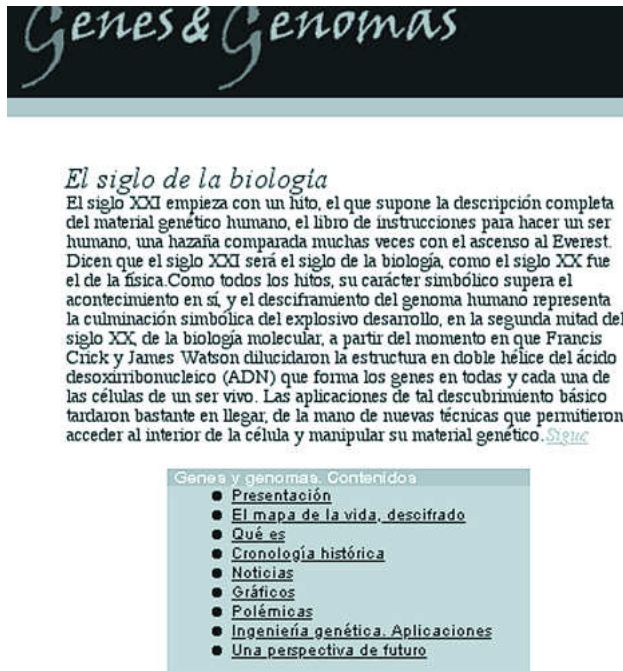 Genes & Genomas
El siglo de la biología
El siglo XXI empieza con un hito, el que supone la descripción completa
del material genético humano, el libro de instrucciones para hacer un ser
humano, una hazaña comparada muchas veces con el ascenso al Everest.
Dicen que el siglo XXI será el siglo de la biología, como el siglo XX fue
el de la física.Como todos los hitos, su carácter simbólico supera el
acontecimiento en sí, y el desciframiento del genoma humano representa
la culminación simbólica del explosivo desarrollo, en la segunda mitad del
siglo XX, de la biología molecular, a partir del momento en que Francis
Crick y James Watson dilucidaron la estructura en doble hélice del ácido
desoxirribonucleico (ADN) que forma los genes en todas y cada una de
las células de un ser vivo. Las aplicaciones de tal descubrimiento básico
tardaron bastante en llegar, de la mano de nuevas técnicas que permitieron
acceder al interior de la célula y manipular su material genético.Sigue
Genes y genomas. Contenidos
Presentación
El mapa de la vida, descifrado
Qué es
Cronología histórica
Noticias
Gráficos
Polémicas
Ingeniería genética. Aplicaciones
Una perspectiva de futuro